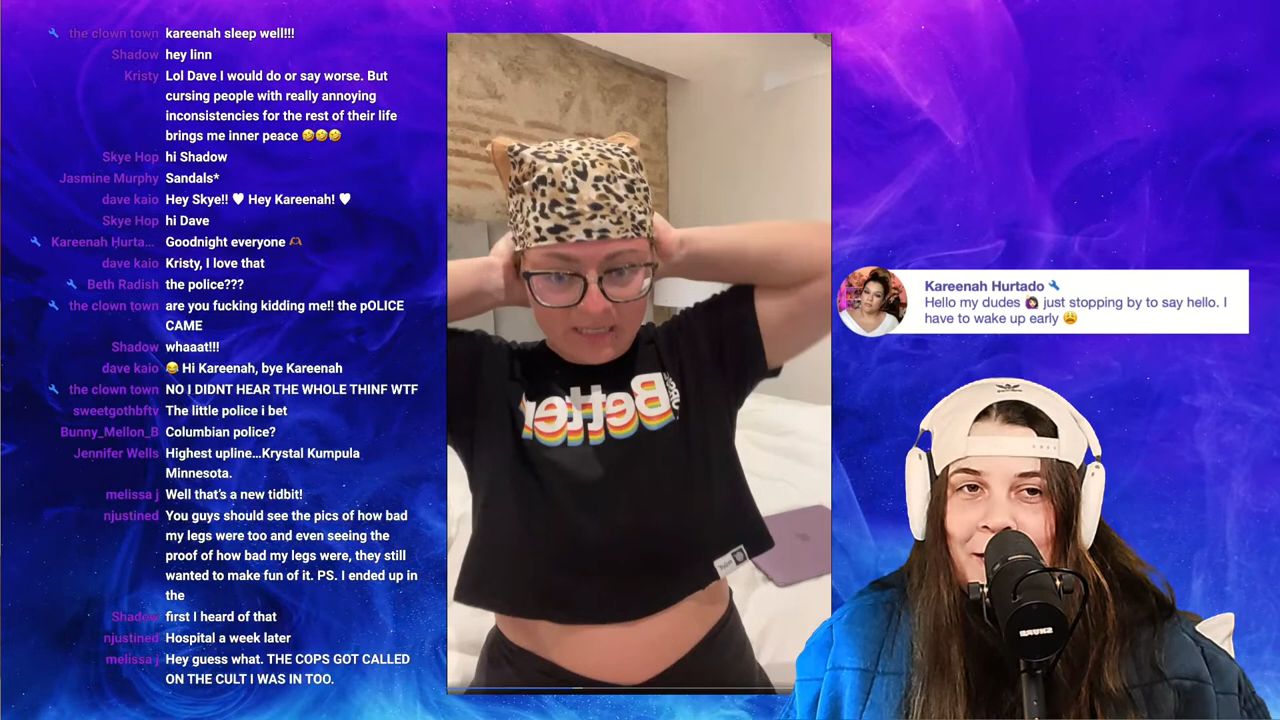 the clown town kareenah sleep well!!!
Shadow hey linn
Kristy Lol Dave I would do or say worse. But
cursing people with really annoying
inconsistencies for the rest of their life
brings me inner peace 🤣🤣🤣
Skye Hop hi Shadow
Jasmine Murphy Sandals*
dave kaio Hey Skye!! 🤍 Hey Kareenah! 🤍
Skye Hop hi Dave
Kareenah Hurta... Goodnight everyone 🫶🏽
dave kaio Kristy, I love that
Beth Radish the police???
the clown town are you fucking kidding me!! the pOLICE
CAME
Shadow whaaat!!!
dave kaio 😂 Hi Kareenah, bye Kareenah
the clown town NO I DIDNT HEAR THE WHOLE THINF WTF
sweetgothbftv The little police i bet
Bunny_Mellon_B Columbian police?
Jennifer Wells Highest upline...Krystal Kumpula
Minnesota.
melissa j Well that's a new tidbit!
njustined You guys should see the pics of how bad
my legs were too and even seeing the
proof of how bad my legs were, they still
wanted to make fun of it. PS. I ended up in
the
Shadow first I heard of that
njustined Hospital a week later
melissa j Hey guess what. THE COPS GOT CALLED
ON THE CULT I WAS IN TOO.
Better
Kareenah Hurtado
Hello my dudes 🙋🏻‍♀️ just stopping by to say hello. I
have to wake up early 😩